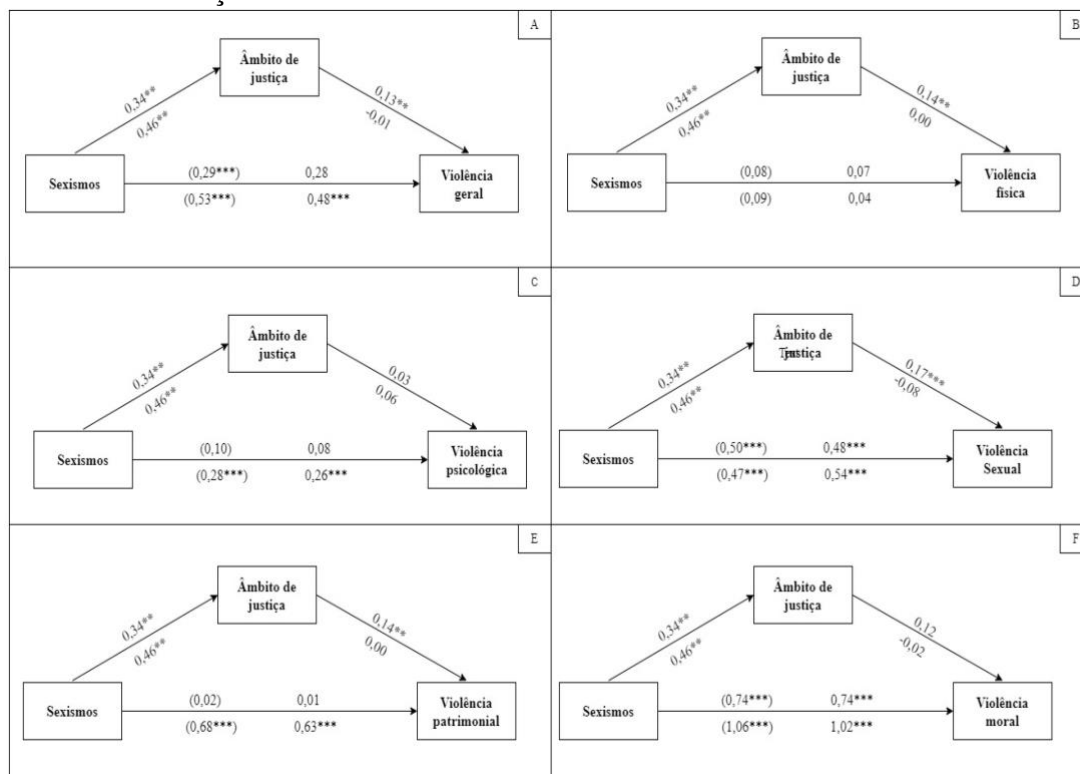 A
Âmbito de
justiça
0,34**
0,46**
0,13**
-0,01
Sexismos
(0,29***) 0,28
(0,53***) 0,48***
Violência
geral
B
Âmbito de
justiça
0,34**
0,46**
0,14**
0,00
Sexismos
(0,08) 0,07
(0,09) 0,04
Violência
física
C
Âmbito de
justiça
0,34**
0,46**
0,03
0,06
Sexismos
(0,10) 0,08
(0,28***) 0,26***
Violência
psicológica
D
Âmbito de
justiça
0,34**
0,46**
0,17***
-0,08
Sexismos
(0,50***) 0,48***
(0,47***) 0,54***
Violência
Sexual
E
Âmbito de
justiça
0,34**
0,46**
0,14**
0,00
Sexismos
(0,02) 0,01
(0,68***) 0,63***
Violência
patrimonial
F
Âmbito de
justiça
0,34**
0,46**
0,12
-0,02
Sexismos
(0,74***) 0,74***
(1,06***) 1,02***
Violência
moral